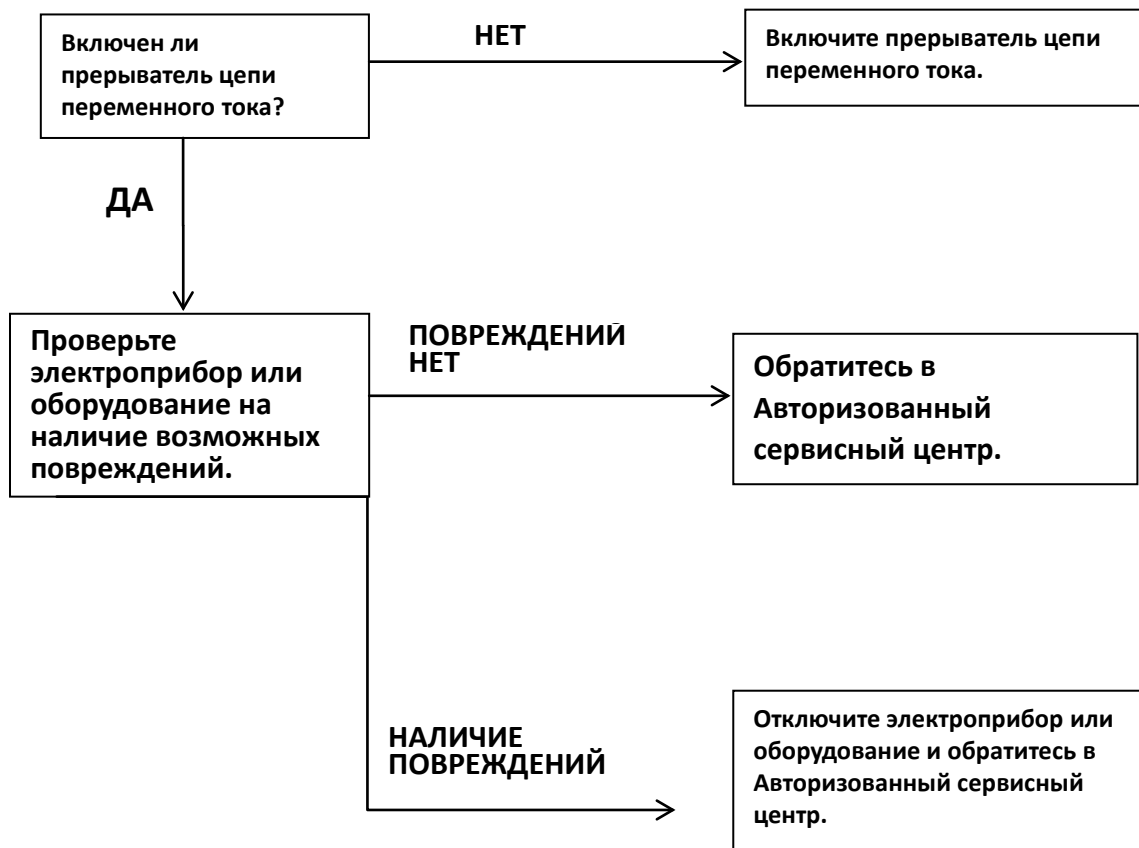 Включен ли
прерыватель цепи
переменного тока?
НЕТ
Включите прерыватель цепи
переменного тока.
ДА
Проверьте
электроприбор или
оборудование на
наличие возможных
повреждений.
ПОВРЕЖДЕНИЙ
НЕТ
Обратитесь в
Авторизованный
сервисный центр.
НАЛИЧИЕ
ПОВРЕЖДЕНИЙ
Отключите электроприбор или
оборудование и обратитесь в
Авторизованный сервисный
центр.